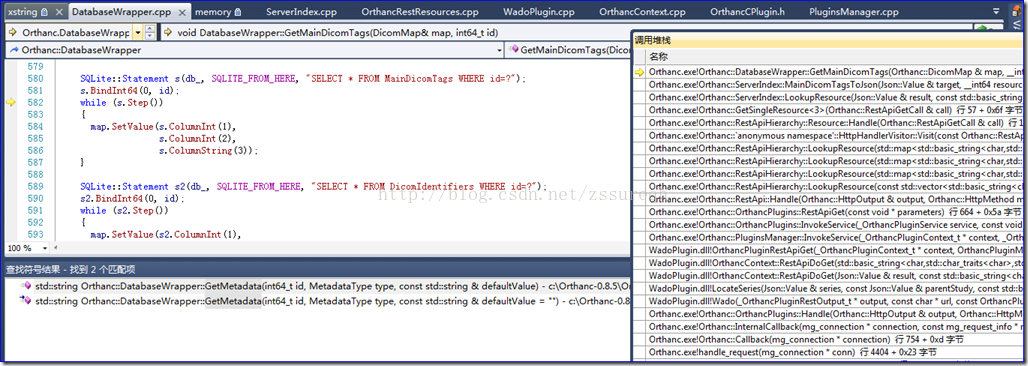 xstring DatabaseWrapper.cpp memory ServerIndex.cpp OrthancRestResources.cpp WadoPlugin.cpp OrthancContext.cpp OrthancCPlugin.h PluginsManager.cpp
Orthanc.DatabaseWrap void DatabaseWrapper::GetMainDicomTags(DicomMap& map, int64_t id)
Orthanc::DatabaseWrapper GetMainDicomTags(Dicom
579
580 SQLite::Statement s(db_, SQLITE_FROM_HERE, "SELECT * FROM MainDicomTags WHERE id=?");
581 s.BindInt64(0, id);
582 while (s.Step())
583 {
584 map.SetValue(s.ColumnInt(1),
585 s.ColumnInt(2),
586 s.ColumnString(3));
587 }
588
589 SQLite::Statement s2(db_, SQLITE_FROM_HERE, "SELECT * FROM DicomIdentifiers WHERE id=?");
590 s2.BindInt64(0, id);
591 while (s2.Step())
592 {
593 map.SetValue(s2.ColumnInt(1),
100 %
http://blog.csdn.net/zssure
查找符号结果 - 找到 2 个匹配项
std::string Orthanc::DatabaseWrapper::GetMetadata(int64_t id, MetadataType type, const std::string & defaultValue) - c:\Orthanc-0.8.5\O
std::string Orthanc::DatabaseWrapper::GetMetadata(int64_t id, MetadataType type, const std::string & defaultValue = "") - c:\Orthanc-0.8
调用堆栈
名称
Orthanc.exe!Orthanc::DatabaseWrapper::GetMainDicomTags(Orthanc::DicomMap & map, __int
Orthanc.exe!Orthanc::ServerIndex::MainDicomTagsToJson(Json::Value & target, __int64 resour
Orthanc.exe!Orthanc::ServerIndex::LookupResource(Json::Value & result, const std::basic_string
Orthanc.exe!Orthanc::GetSingleResource<3>(Orthanc::RestApiGetCall & call) 行 57 + 0x6f 字节
Orthanc.exe!Orthanc::RestApiHierarchy::Resource::Handle(Orthanc::RestApiGetCall & call) 行 1
Orthanc.exe!Orthanc::`anonymous namespace'::HttpHandlerVisitor::Visit(const Orthanc::RestAp
Orthanc.exe!Orthanc::RestApiHierarchy::LookupResource(std::map<std::basic_string<char,std::
Orthanc.exe!Orthanc::RestApiHierarchy::LookupResource(std::map<std::basic_string<char,std::
Orthanc.exe!Orthanc::RestApiHierarchy::LookupResource(std::map<std::basic_string<char,std::
Orthanc.exe!Orthanc::RestApiHierarchy::LookupResource(const std::vector<std::basic_string<ch
Orthanc.exe!Orthanc::RestApi::Handle(Orthanc::HttpOutput & output, Orthanc::HttpMethod m
Orthanc.exe!Orthanc::OrthancPlugins::RestApiGet(const void * parameters) 行 664 + 0x5a 字节
Orthanc.exe!Orthanc::OrthancPlugins::InvokeService(_OrthancPluginService service, const void
Orthanc.exe!Orthanc::PluginsManager::InvokeService(_OrthancPluginContext_t * context, _Ortha
WadoPlugin.dll!OrthancPluginRestApiGet(_OrthancPluginContext_t * context, OrthancPluginMe
WadoPlugin.dll!OrthancContext::RestApiDoGet(std::basic_string<char,std::char_traits<char>,std
WadoPlugin.dll!OrthancContext::RestApiDoGet(Json::Value & result, const std::basic_string<cha
WadoPlugin.dll!LocateSeries(Json::Value & series, const Json::Value & parentStudy, const std::b
WadoPlugin.dll!Wado(_OrthancPluginRestOutput_t * output, const char * url, const OrthancPlu
Orthanc.exe!Orthanc::OrthancPlugins::Handle(Orthanc::HttpOutput & output, Orthanc::HttpM
Orthanc.exe!Orthanc::InternalCallback(mg_connection * connection, const mg_request_info * r
Orthanc.exe!Orthanc::Callback(mg_connection * connection) 行 754 + 0xd 字节
Orthanc.exe!handle_request(mg_connection * conn) 行 4404 + 0x23 字节